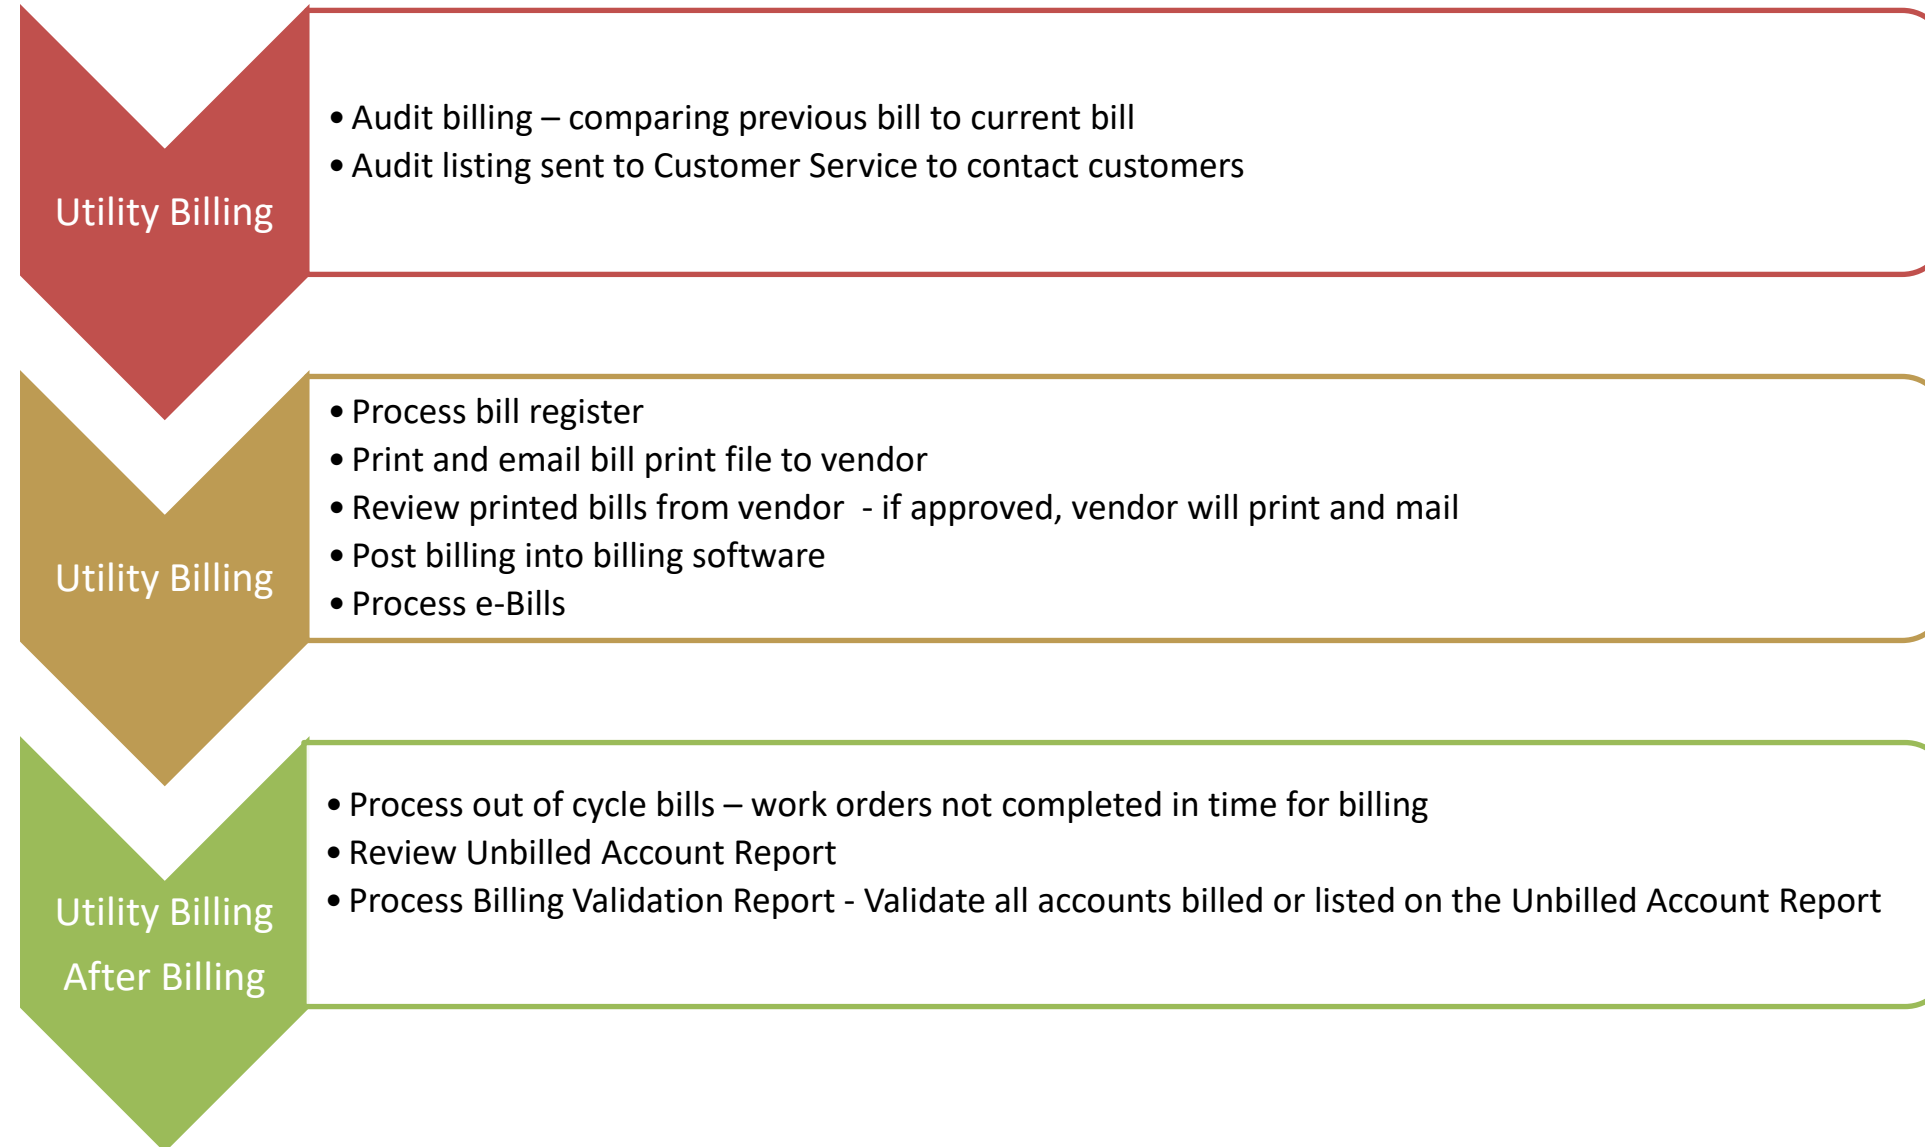 Utility Billing
• Audit billing – comparing previous bill to current bill
• Audit listing sent to Customer Service to contact customers
Utility Billing
• Process bill register
• Print and email bill print file to vendor
• Review printed bills from vendor  - if approved, vendor will print and mail
• Post billing into billing software
• Process e-Bills
Utility Billing
After Billing
• Process out of cycle bills – work orders not completed in time for billing
• Review Unbilled Account Report
• Process Billing Validation Report - Validate all accounts billed or listed on the Unbilled Account Report